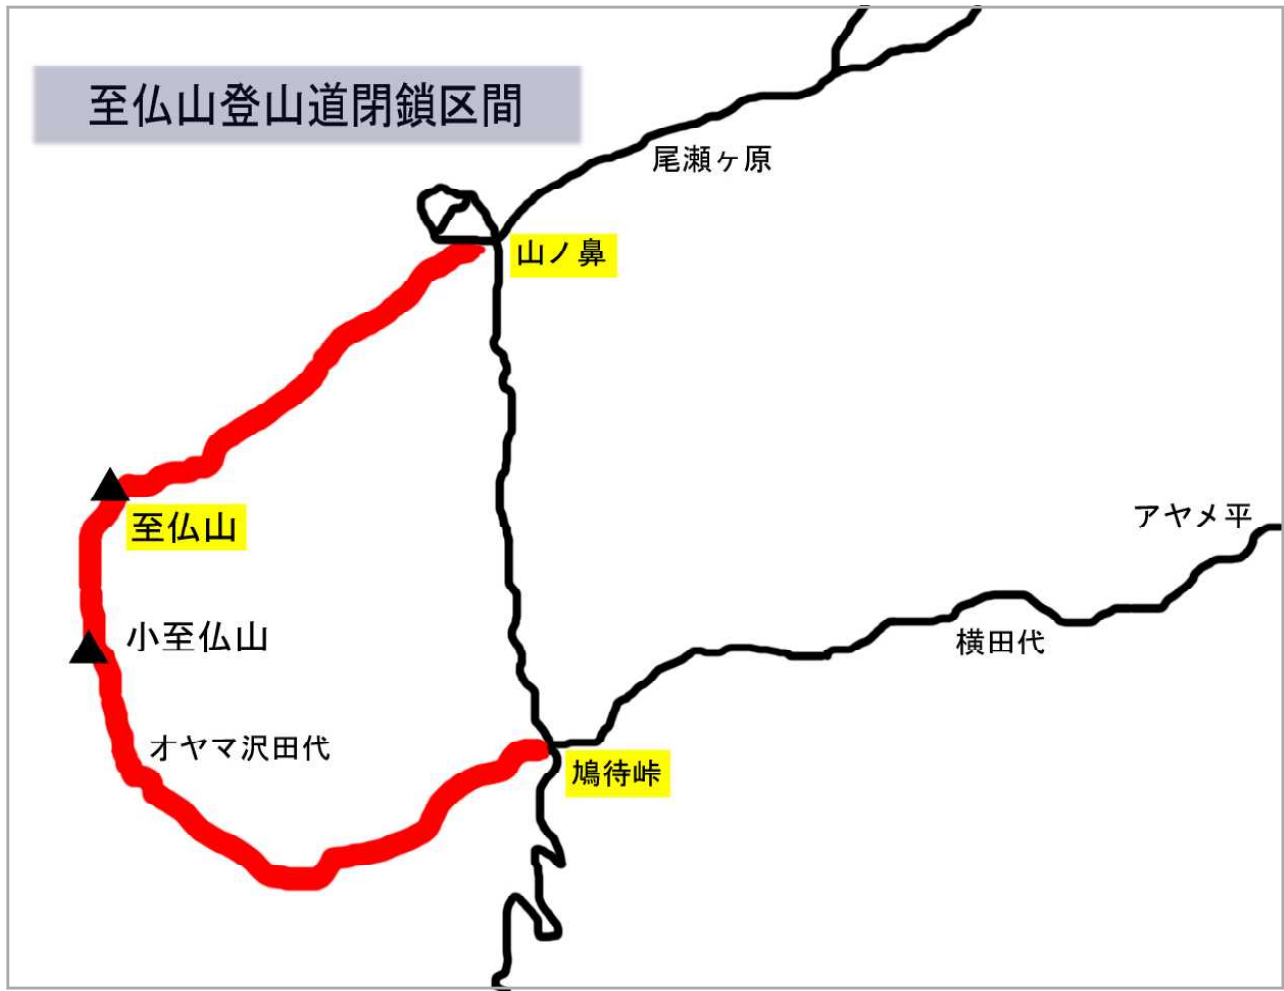 至仏山登山道閉鎖区間
尾瀬ヶ原
山ノ鼻
アヤメ平
至仏山
小至仏山
横田代
オヤマ沢田代
鳩待峠